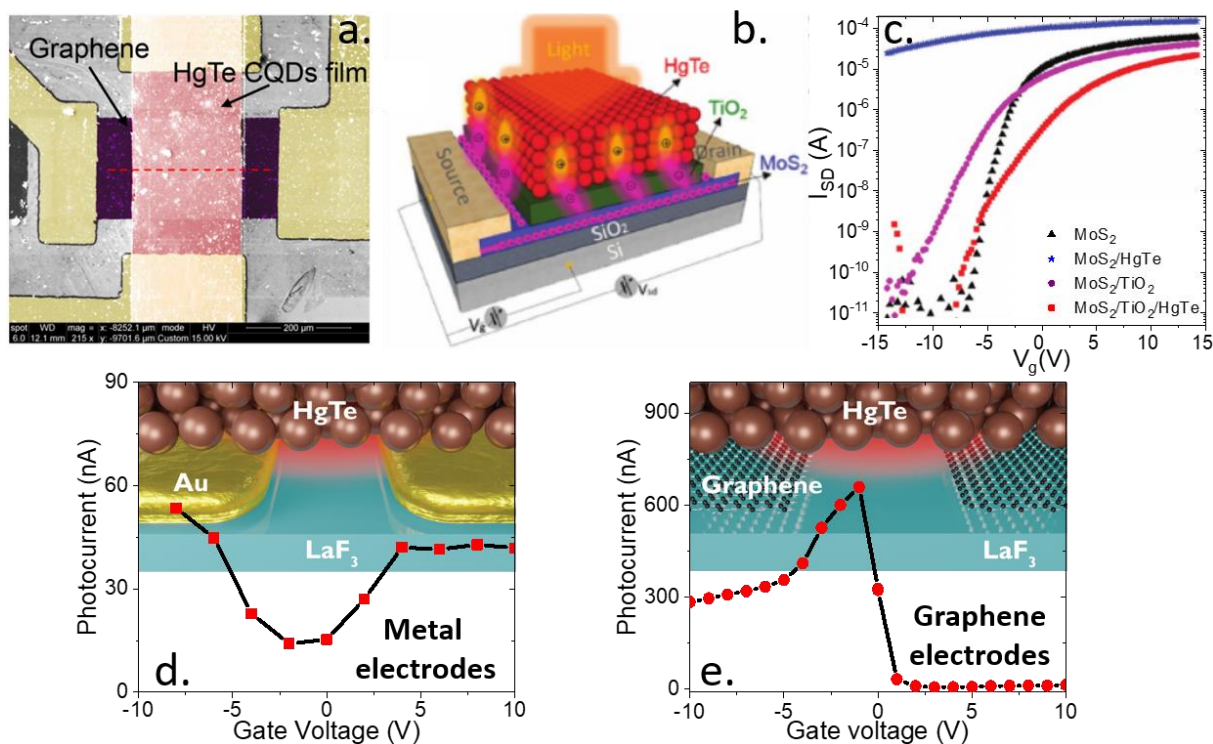 a.
Graphene
HgTe CQDs film
spot WD mag ⌗ x: -8252.1 µm mode HV
6.0 12.1 mm 215 x y: -9701.6 µm Custom 15.00 kV
200 µm
b.
Light
HgTe
TiO₂
Drain
MoS₂
Source
SiO₂
Si
V_g
V_sd
c.
I_SD (A)
10⁻⁴
10⁻⁵
10⁻⁶
10⁻⁷
10⁻⁸
10⁻⁹
10⁻¹⁰
10⁻¹¹
MoS₂
MoS₂/HgTe
MoS₂/TiO₂
MoS₂/TiO₂/HgTe
-15 -10 -5 0 5 10 15
V_g(V)
Photocurrent (nA)
90
60
30
0
HgTe
Au
LaF₃
Metal
electrodes
d.
-10 -5 0 5 10
Gate Voltage (V)
Photocurrent (nA)
900
600
300
0
HgTe
Graphene
LaF₃
Graphene
electrodes
e.
-10 -5 0 5 10
Gate voltage (V)